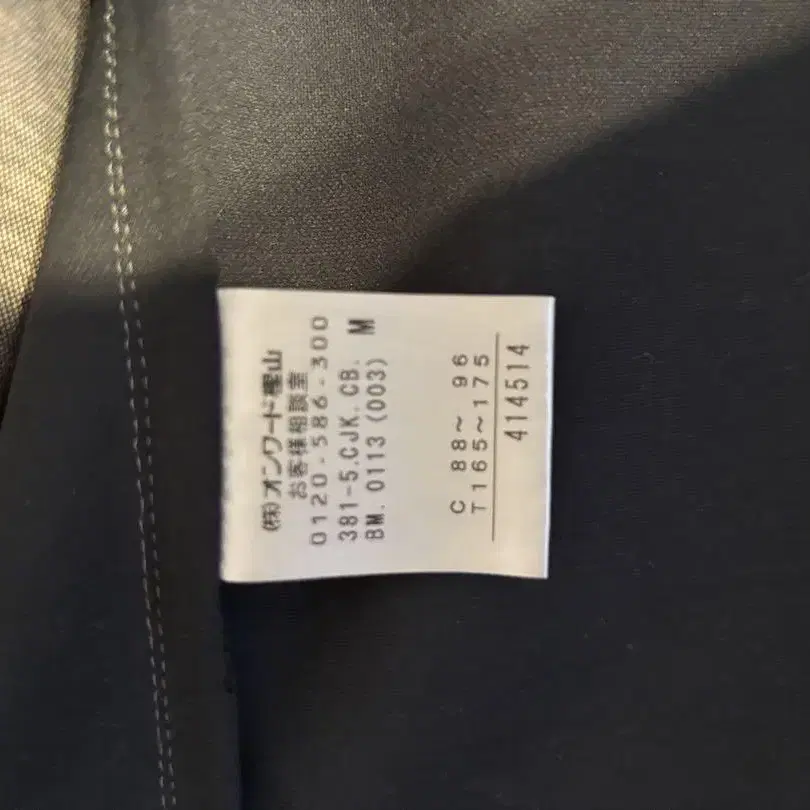 (株)オンワード樫山
お客様相談室
0120-586-300
381-5.CJK.CB.
BM.0113(003) M
C 88~ 96
T165~175
414514